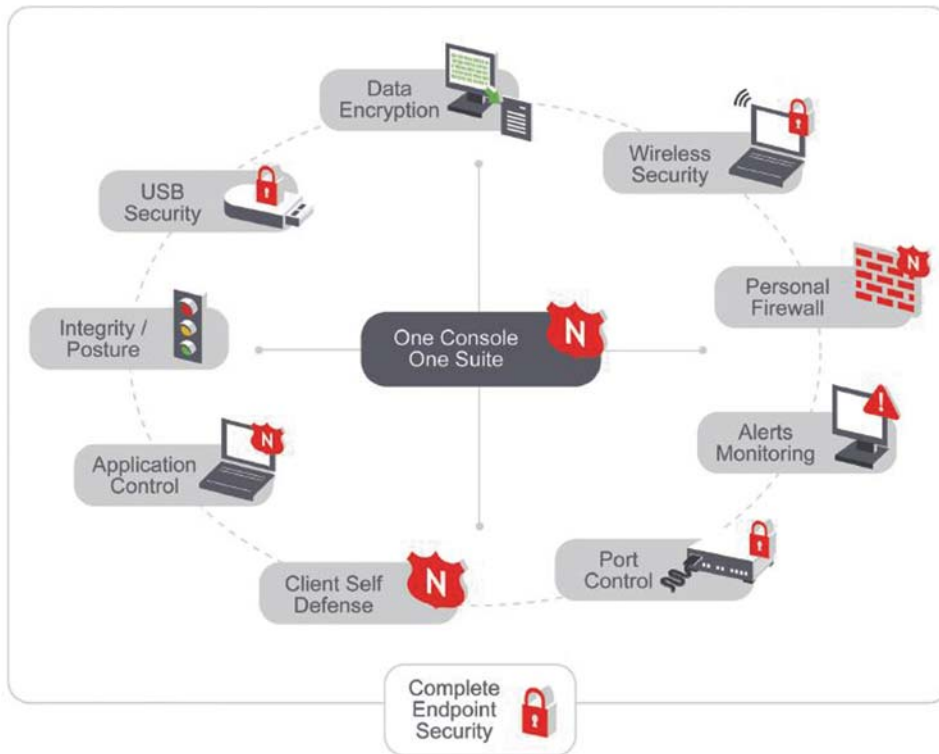 Data
Encryption
Wireless
Security
USB
Security
Personal
Firewall
N
Integrity /
Posture
One Console
One Suite
N
Alerts
Monitoring
Application
Control
N
Port
Control
Client Self
Defense
N
Complete
Endpoint
Security